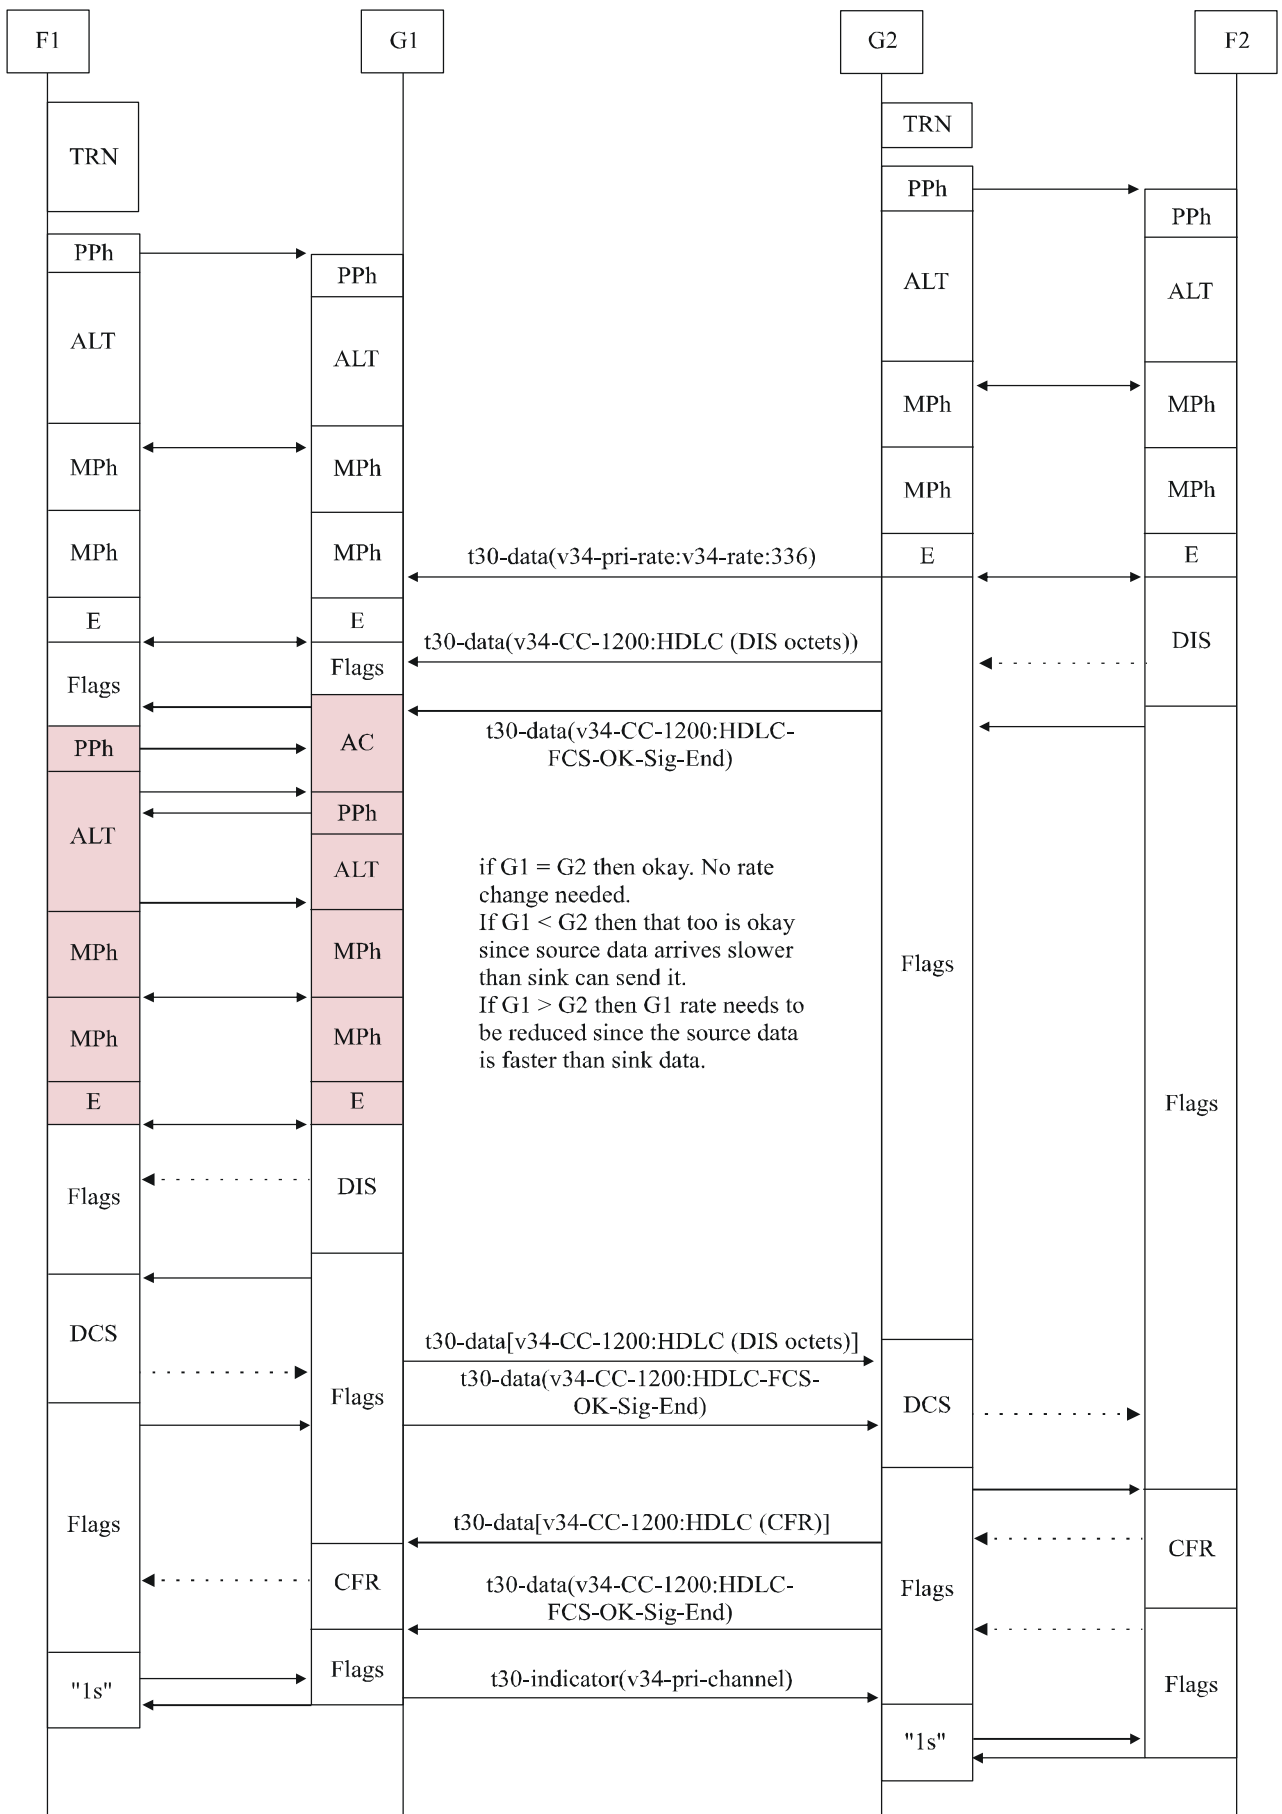 F1
G1
G2
F2
TRN
TRN
PPh
PPh
PPh
PPh
ALT
ALT
ALT
ALT
MPh
MPh
MPh
MPh
MPh
MPh
MPh
MPh
t30-data(v34-pri-rate:v34-rate:336)
E
E
E
E
t30-data(v34-CC-1200:HDLC (DIS octets))
DIS
Flags
Flags
t30-data(v34-CC-1200:HDLC-
FCS-OK-Sig-End)
PPh
AC
PPh
ALT
ALT
if G1 = G2 then okay. No rate
change needed.
If G1 < G2 then that too is okay
since source data arrives slower
than sink can send it.
If G1 > G2 then G1 rate needs to
be reduced since the source data
is faster than sink data.
MPh
MPh
Flags
MPh
MPh
E
E
Flags
Flags
DIS
DCS
t30-data[v34-CC-1200:HDLC (DIS octets)]
t30-data(v34-CC-1200:HDLC-FCS-
OK-Sig-End)
Flags
DCS
Flags
t30-data[v34-CC-1200:HDLC (CFR)]
CFR
CFR
t30-data(v34-CC-1200:HDLC-
FCS-OK-Sig-End)
Flags
Flags
"1s"
t30-indicator(v34-pri-channel)
Flags
"1s"